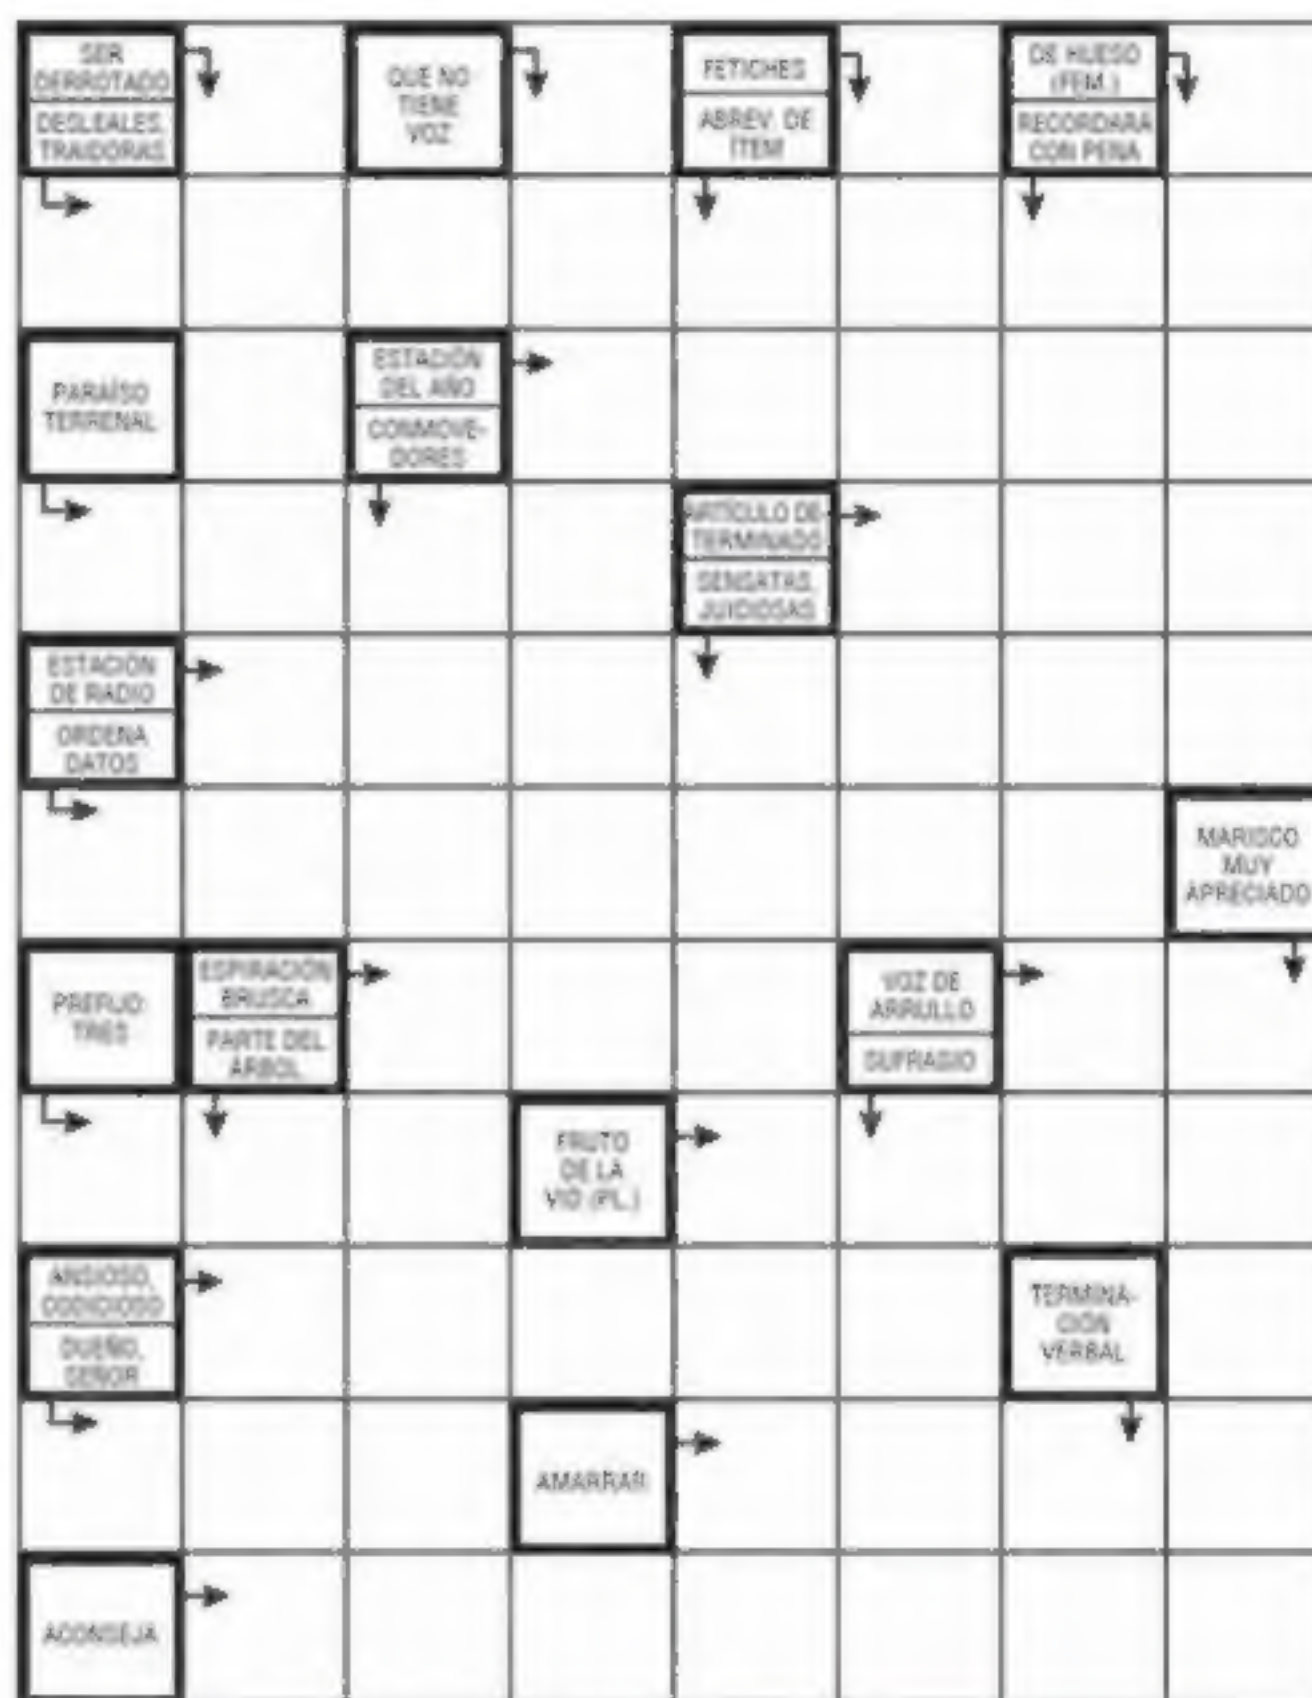 SER
DERROTADO
DESLEALES,
TRAIDORAS
QUE NO
TIENE
VOZ
FETICHES
ABREV. DE
ÍTEM
DE HUESO
(FEM.)
RECORDARÁ
CON PENA
PARAÍSO
TERRENAL
ESTACIÓN
DEL AÑO
CONMOVE-
DORES
ARTÍCULO DE-
TERMINADO
SENSATAS,
JUICIOSAS
ESTACIÓN
DE RADIO
ORDENA
DATOS
MARISCO
MUY
APRECIADO
PREFIJO:
TRES
ESPIRACIÓN
BRUSCA
PARTE DEL
ÁRBOL
VOZ DE
ARRULLO
SUFRAGIO
FRUTO
DE LA
VID (PL.)
ANSIOSO,
CODICIOSO
DUEÑO,
SEÑOR
TERMINA-
CIÓN
VERBAL
AMARRAR
ACONSEJA